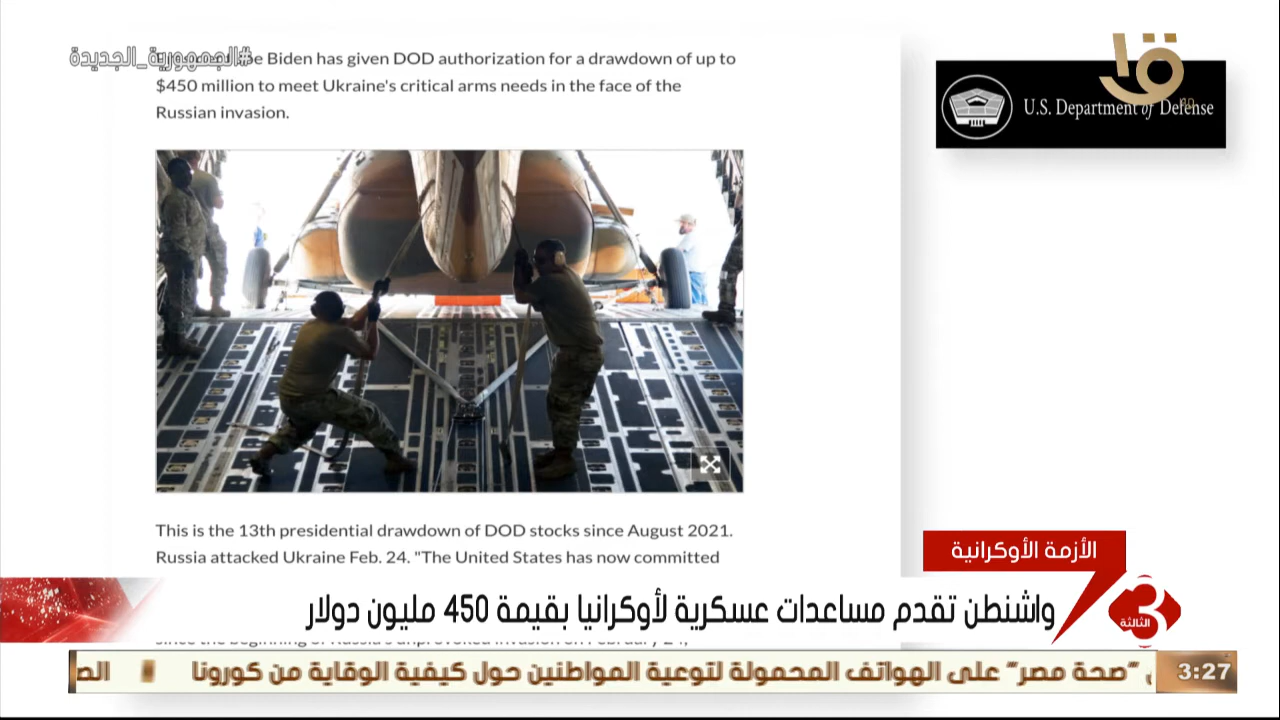 #الجمهورية_الجديدة
Biden has given DOD authorization for a drawdown of up to
$450 million to meet Ukraine's critical arms needs in the face of the
Russian invasion.
U.S. Department of Defense
This is the 13th presidential drawdown of DOD stocks since August 2021.
Russia attacked Ukraine Feb. 24. "The United States has now committed
الأزمة الأوكرانية
واشنطن تقدم مساعدات عسكرية لأوكرانيا بقيمة 450 مليون دولار
3
الثالثة
"صحة مصر" على الهواتف المحمولة لتوعية المواطنين حول كيفية الوقاية من كورونا
3:27